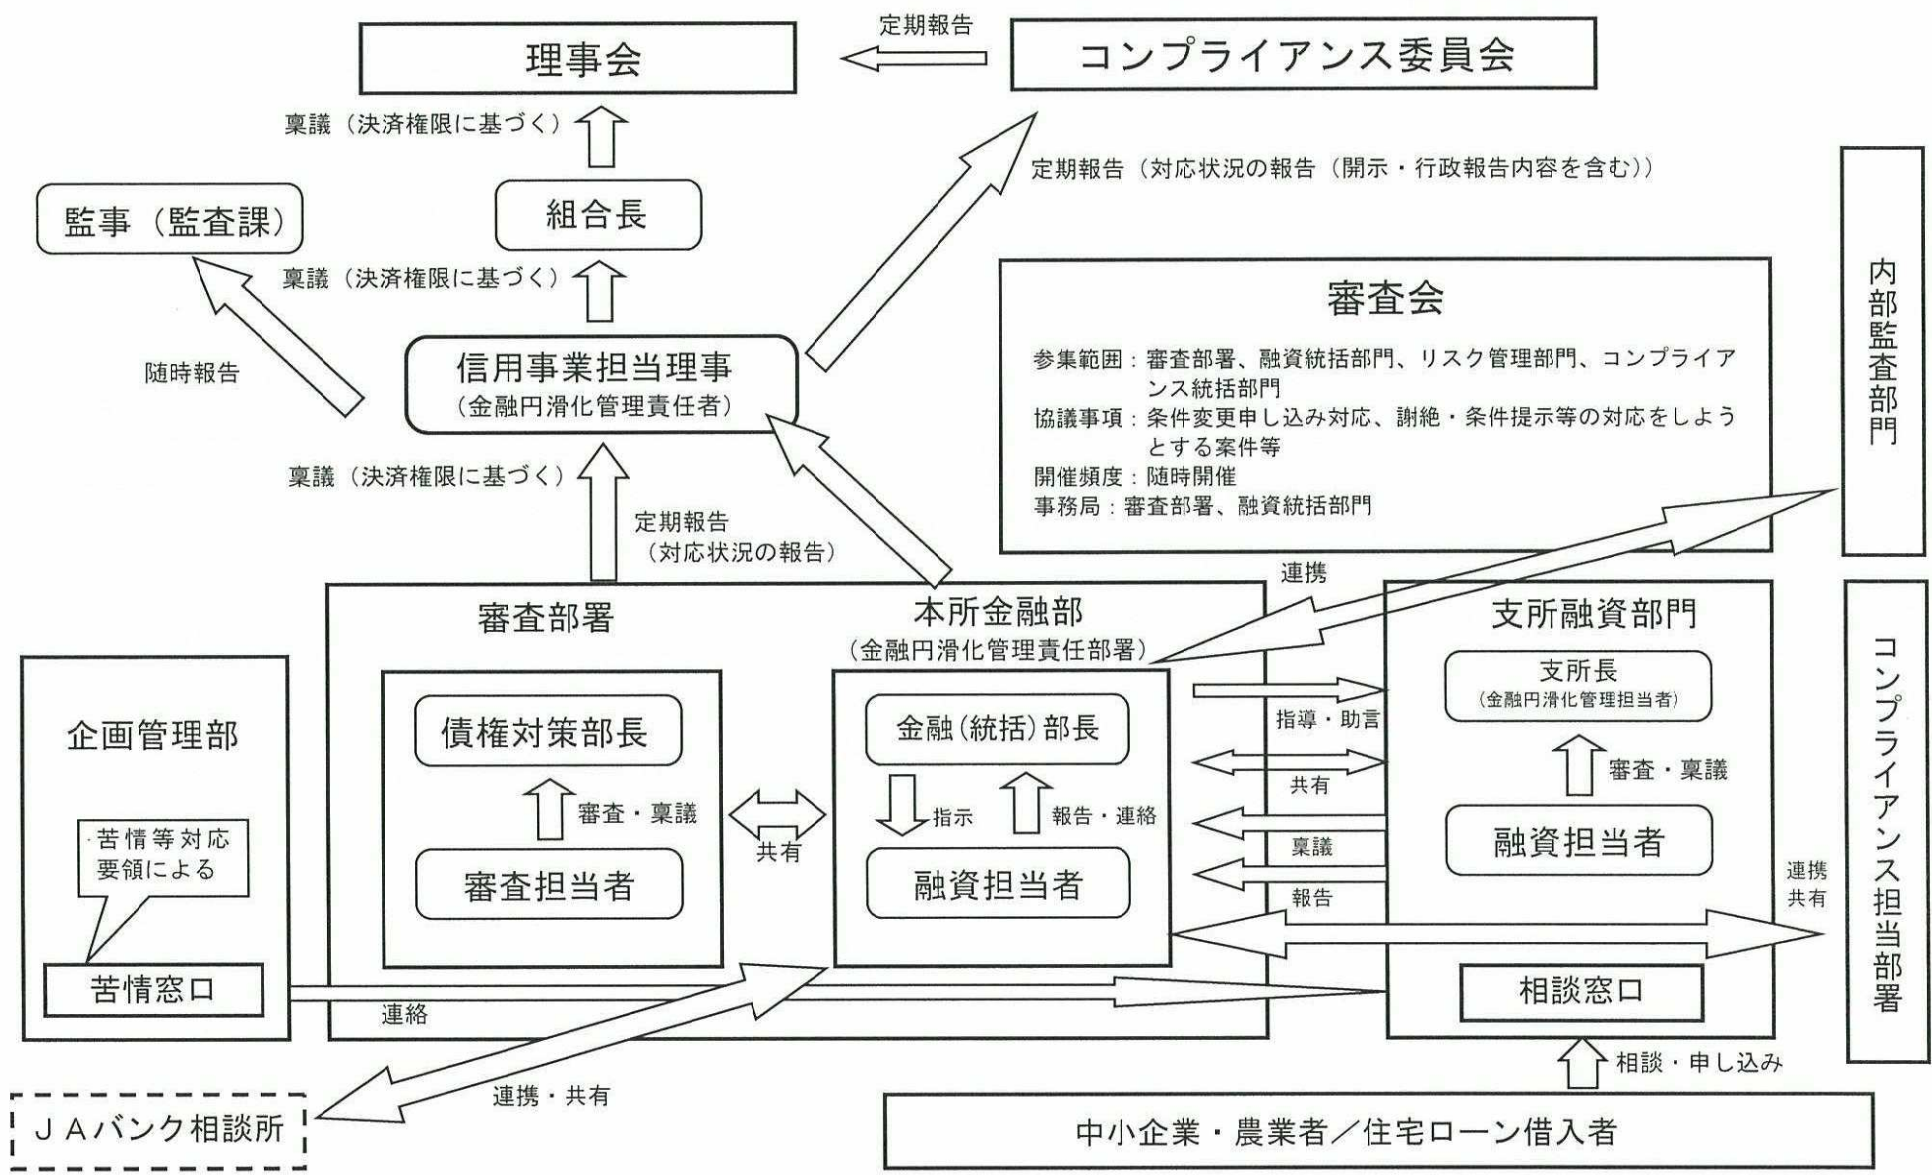 定期報告
理事会
コンプライアンス委員会
稟議（決済権限に基づく）
定期報告（対応状況の報告（開示・行政報告内容を含む））
監事（監査課）
組合長
稟議（決済権限に基づく）
内部監査部門
審査会
参集範囲：審査部署、融資統括部門、リスク管理部門、コンプライア
ンス統括部門
協議事項：条件変更申し込み対応、謝絶・条件提示等の対応をしよう
とする案件等
開催頻度：随時開催
事務局：審査部署、融資統括部門
随時報告
信用事業担当理事
（金融円滑化管理責任者）
稟議（決済権限に基づく）
定期報告
（対応状況の報告）
連携
審査部署
本所金融部
（金融円滑化管理責任部署）
支所融資部門
支所長
（金融円滑化管理担当者）
コンプライアンス担当部署
企画管理部
債権対策部長
金融（統括）部長
指導・助言
審査・稟議
共有
審査・稟議
指示
報告・連絡
共有
稟議
報告
苦情等対応
要領による
審査担当者
融資担当者
融資担当者
連携
共有
苦情窓口
連絡
相談窓口
相談・申し込み
連携・共有
ＪＡバンク相談所
中小企業・農業者／住宅ローン借入者